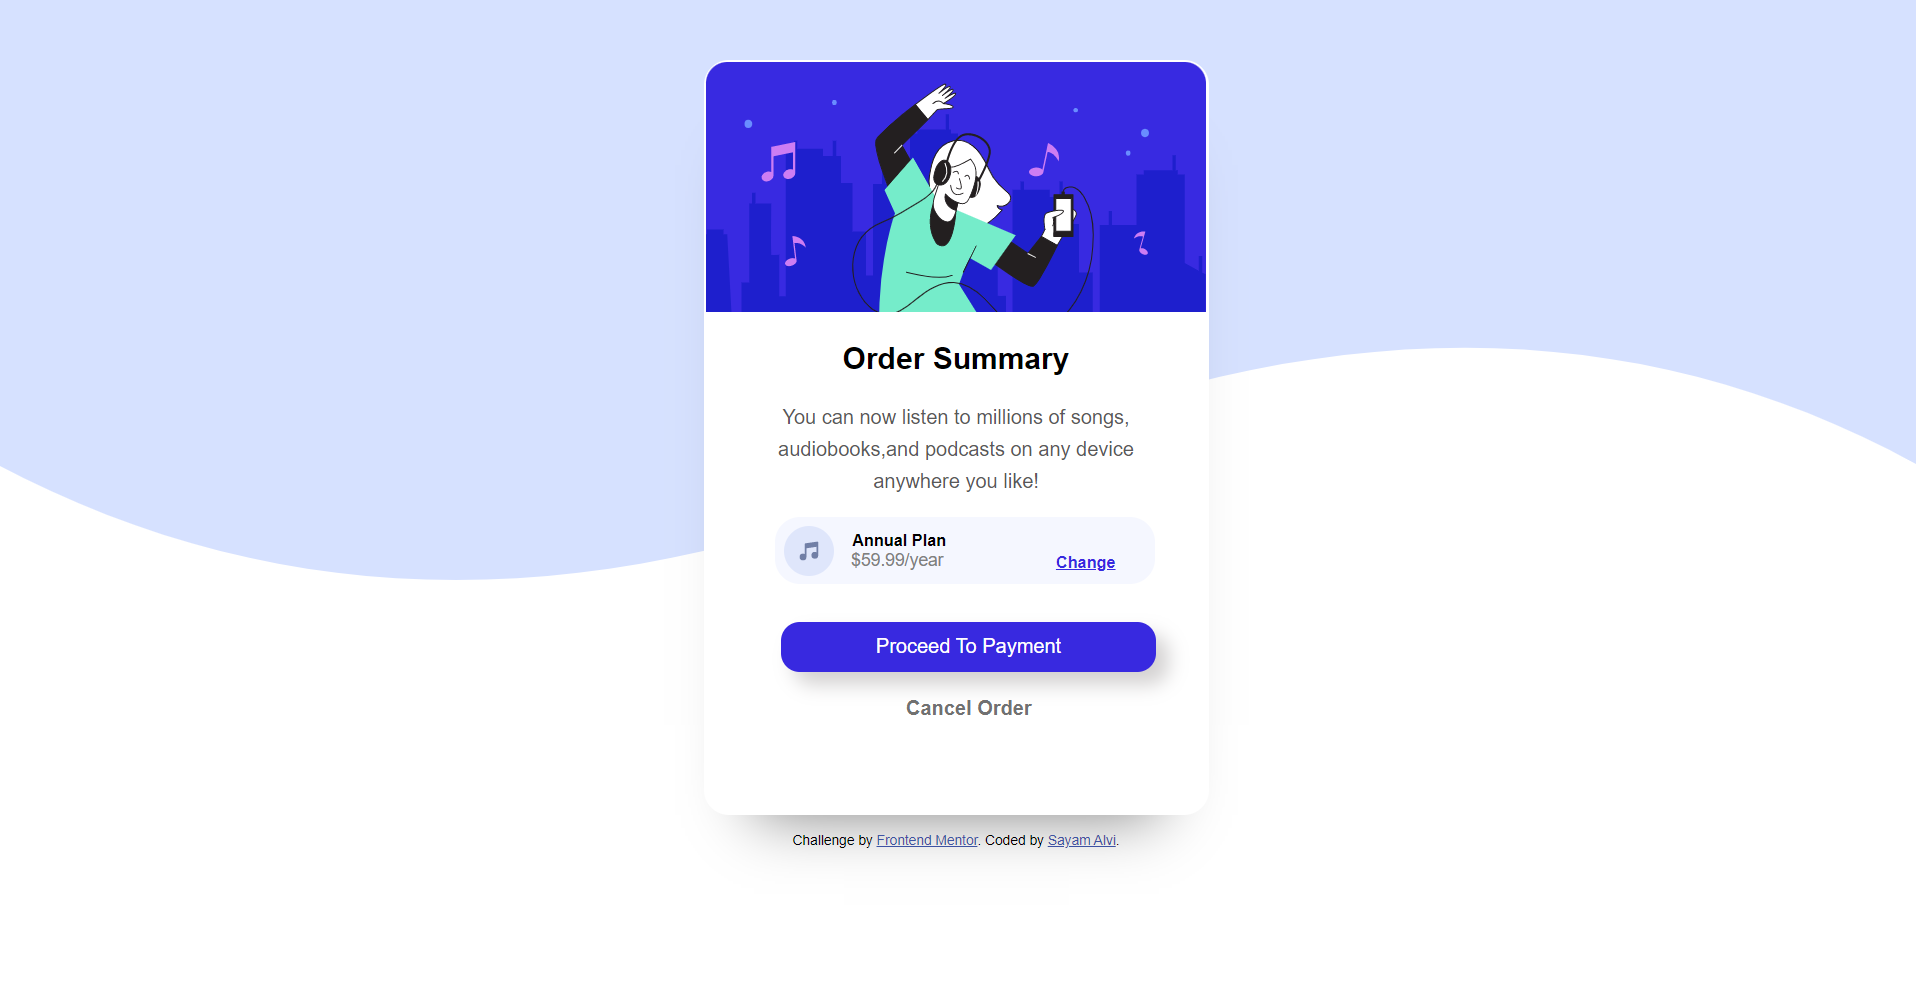 Order Summary
You can now listen to millions of songs,
audiobooks,and podcasts on any device
anywhere you like!
Annual Plan
$59.99/year
Change
Proceed To Payment
Cancel Order
Challenge by Frontend Mentor. Coded by Sayam Alvi.